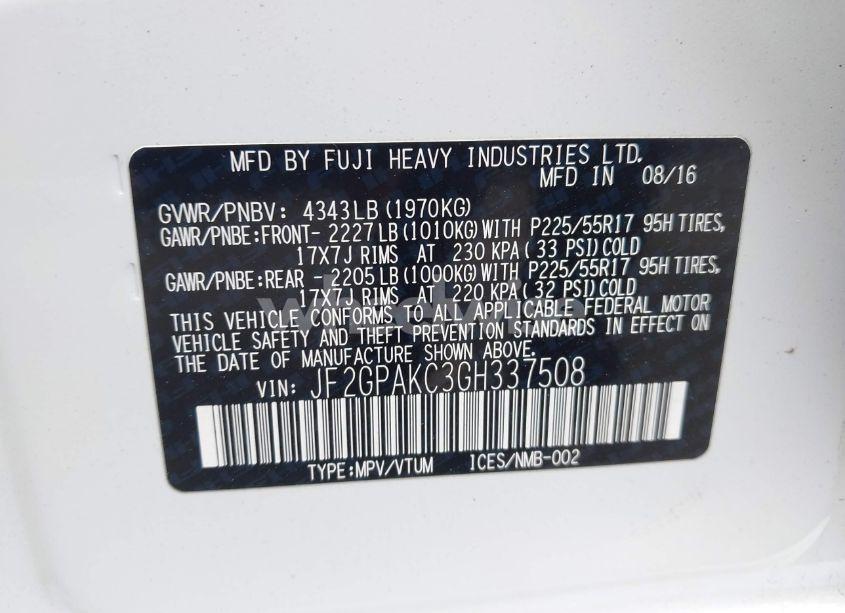 MFD BY FUJI HEAVY INDUSTRIES LTD.
MFD IN 08/16
GVWR/PNBV: 4343LB (1970KG)
GAWR/PNBE:FRONT- 2227LB (1010KG) WITH P225/55R17 95H TIRES,
17X7J RIMS AT 230 KPA ( 33 PSI) COLD
GAWR/PNBE:REAR - 2205LB (1000KG) WITH P225/55R17 95H TIRES,
17X7J RIMS AT 220 KPA ( 32 PSI) COLD
THIS VEHICLE CONFORMS TO ALL APPLICABLE FEDERAL MOTOR
VEHICLE SAFETY AND THEFT PREVENTION STANDARDS IN EFFECT ON
THE DATE OF MANUFACTURE SHOWN ABOVE.
VIN: JF2GPAKC3GH337508
TYPE:MPV/VTUM ICES/NMB-002